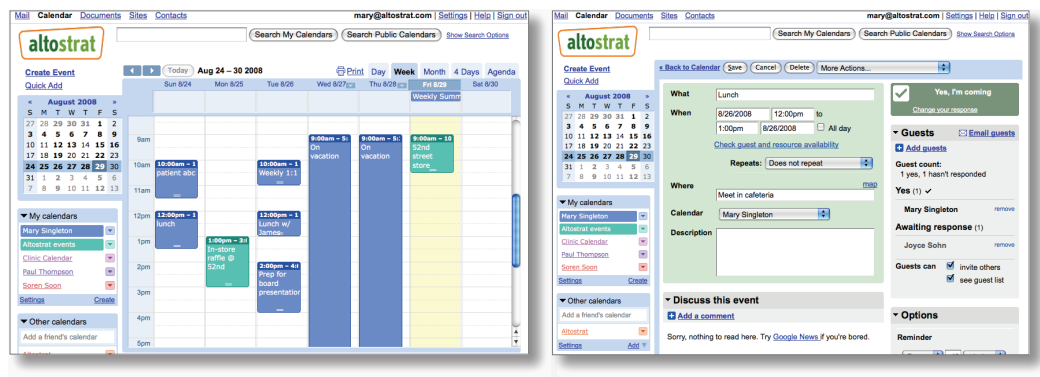 Mail Calendar Documents Sites Contacts
mary@altostrat.com | Settings | Help | Sign out
altostrat
Search My Calendars Search Public Calendars Show Search Options
Create Event
Quick Add
Today Aug 24 – 30 2008
Print Day Week Month 4 Days Agenda
Sun 8/24 Mon 8/25 Tue 8/26 Wed 8/27 Thu 8/28 Fri 8/29 Sat 8/30
Weekly Summ
« August 2008 »
S M T W T F S
27 28 29 30 31 1 2
3 4 5 6 7 8 9
10 11 12 13 14 15 16
17 18 19 20 21 22 23
24 25 26 27 28 29 30
31 1 2 3 4 5 6
7 8 9 10 11 12 13
My calendars
Mary Singleton
Altostrat events
Clinic Calendar
Paul Thompson
Soren Soon
Settings Create
Other calendars
Add a friend's calendar
Altostrat
9am
10am
11am
12pm
1pm
2pm
3pm
4pm
5pm
10:00am – 1
patient abc
12:00pm – 1
lunch
1:00pm – 3:
In-store
raffle @
52nd
10:00am – 1
Weekly 1:1
12:00pm – 1
Lunch w/
James
2:00pm – 4:
Prep for
board
presentation
9:00am – 5:
On
vacation
9:00am – 5:
On
vacation
9:00am – 10
52nd
street
store
Mail Calendar Documents Sites Contacts
mary@altostrat.com | Settings | Help | Sign out
altostrat
Search My Calendars Search Public Calendars Show Search Options
Create Event
Quick Add
« Back to Calendar Save Cancel Delete More Actions...
« August 2008 »
S M T W T F S
27 28 29 30 31 1 2
3 4 5 6 7 8 9
10 11 12 13 14 15 16
17 18 19 20 21 22 23
24 25 26 27 28 29 30
31 1 2 3 4 5 6
7 8 9 10 11 12 13
My calendars
Mary Singleton
Altostrat events
Clinic Calendar
Paul Thompson
Soren Soon
Settings Create
Other calendars
Add a friend's calendar
Altostrat
Settings Add
What Lunch
When 8/26/2008 12:00pm to
1:00pm 8/26/2008 All day
Check guest and resource availability
Repeats: Does not repeat
Where map
Meet in cafeteria
Calendar Mary Singleton
Description
Discuss this event
Add a comment
Sorry, nothing to read here. Try Google News if you're bored.
Yes, I'm coming
Change your response
Guests Email guests
Add guests
Guest count:
1 yes, 1 hasn't responded
Yes (1)
Mary Singleton remove
Awaiting response (1)
Joyce Sohn remove
Guests can invite others
see guest list
Options
Reminder